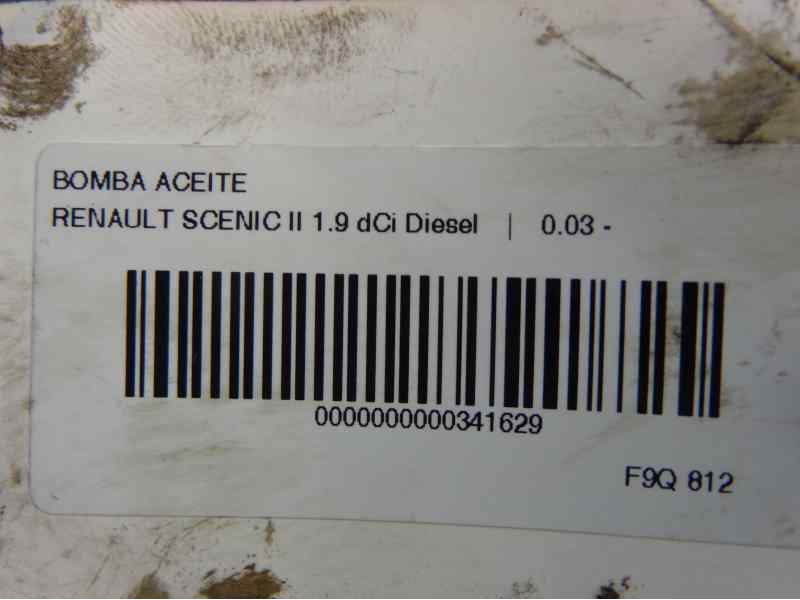 BOMBA ACEITE
RENAULT SCENIC II 1.9 dCi Diesel | 0.03 -
0000000000341629
F9Q 812